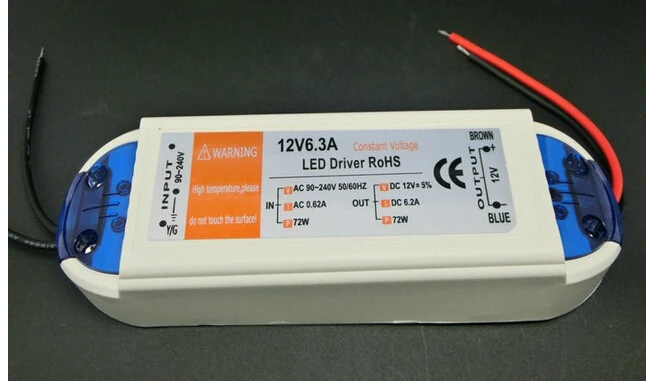 INPUT
90~240V
Y/G
WARNING
High temperature,please
do not touch the surface!
12V6.3A Constant Voltage
LED Driver RoHS
IN
V AC 90~240V 50/60HZ
I AC 0.62A
P 72W
OUT
V DC 12V± 5%
I DC 6.2A
P 72W
CE
BROWN
OUTPUT
+
12V
-
BLUE